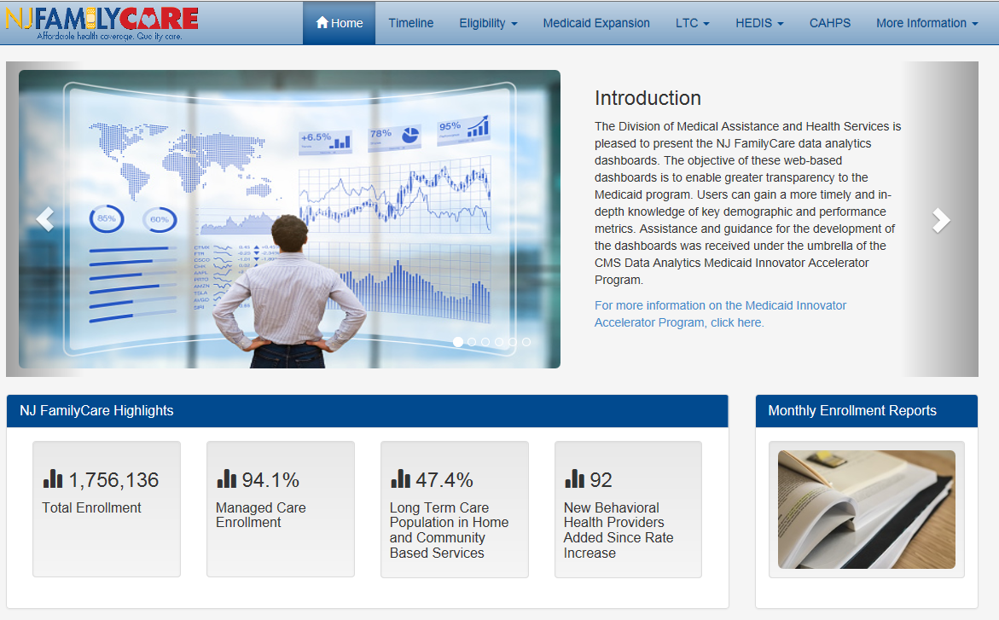 NJFAMILYCARE
Affordable health coverage. Quality care.
Home
Timeline
Eligibility
Medicaid Expansion
LTC
HEDIS
CAHPS
More Information
+6.5%
78%
95%
85%
60%
Introduction
The Division of Medical Assistance and Health Services is
pleased to present the NJ FamilyCare data analytics
dashboards. The objective of these web-based
dashboards is to enable greater transparency to the
Medicaid program. Users can gain a more timely and in-
depth knowledge of key demographic and performance
metrics. Assistance and guidance for the development of
the dashboards was received under the umbrella of the
CMS Data Analytics Medicaid Innovator Accelerator
Program.
For more information on the Medicaid Innovator
Accelerator Program, click here.
NJ FamilyCare Highlights
1,756,136
Total Enrollment
94.1%
Managed Care
Enrollment
47.4%
Long Term Care
Population in Home
and Community
Based Services
92
New Behavioral
Health Providers
Added Since Rate
Increase
Monthly Enrollment Reports